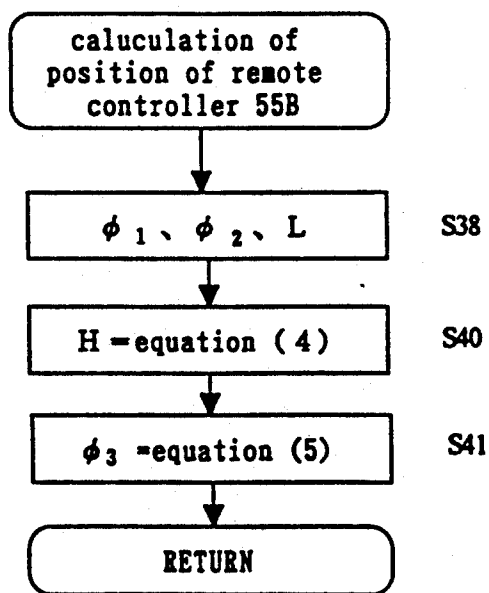 caluculation of
position of remote
controller 55B
φ 1 、 φ 2 、 L S38
H = equation ( 4 ) S40
φ3 =equation (5) S41
RETURN